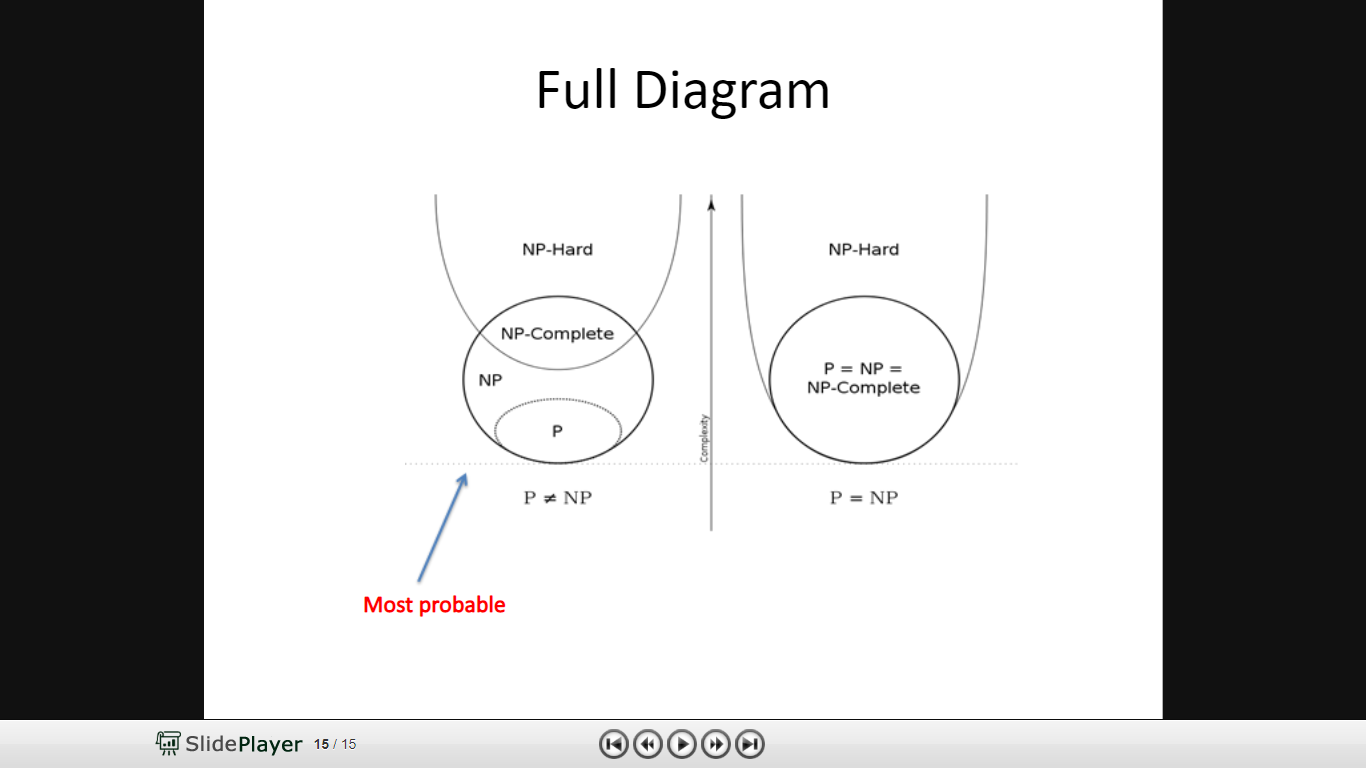 Full Diagram
NP-Hard
NP-Complete
NP
P
P ≠ NP
Complexity
NP-Hard
P = NP =
NP-Complete
P = NP
Most probable
SlidePlayer 15 / 15